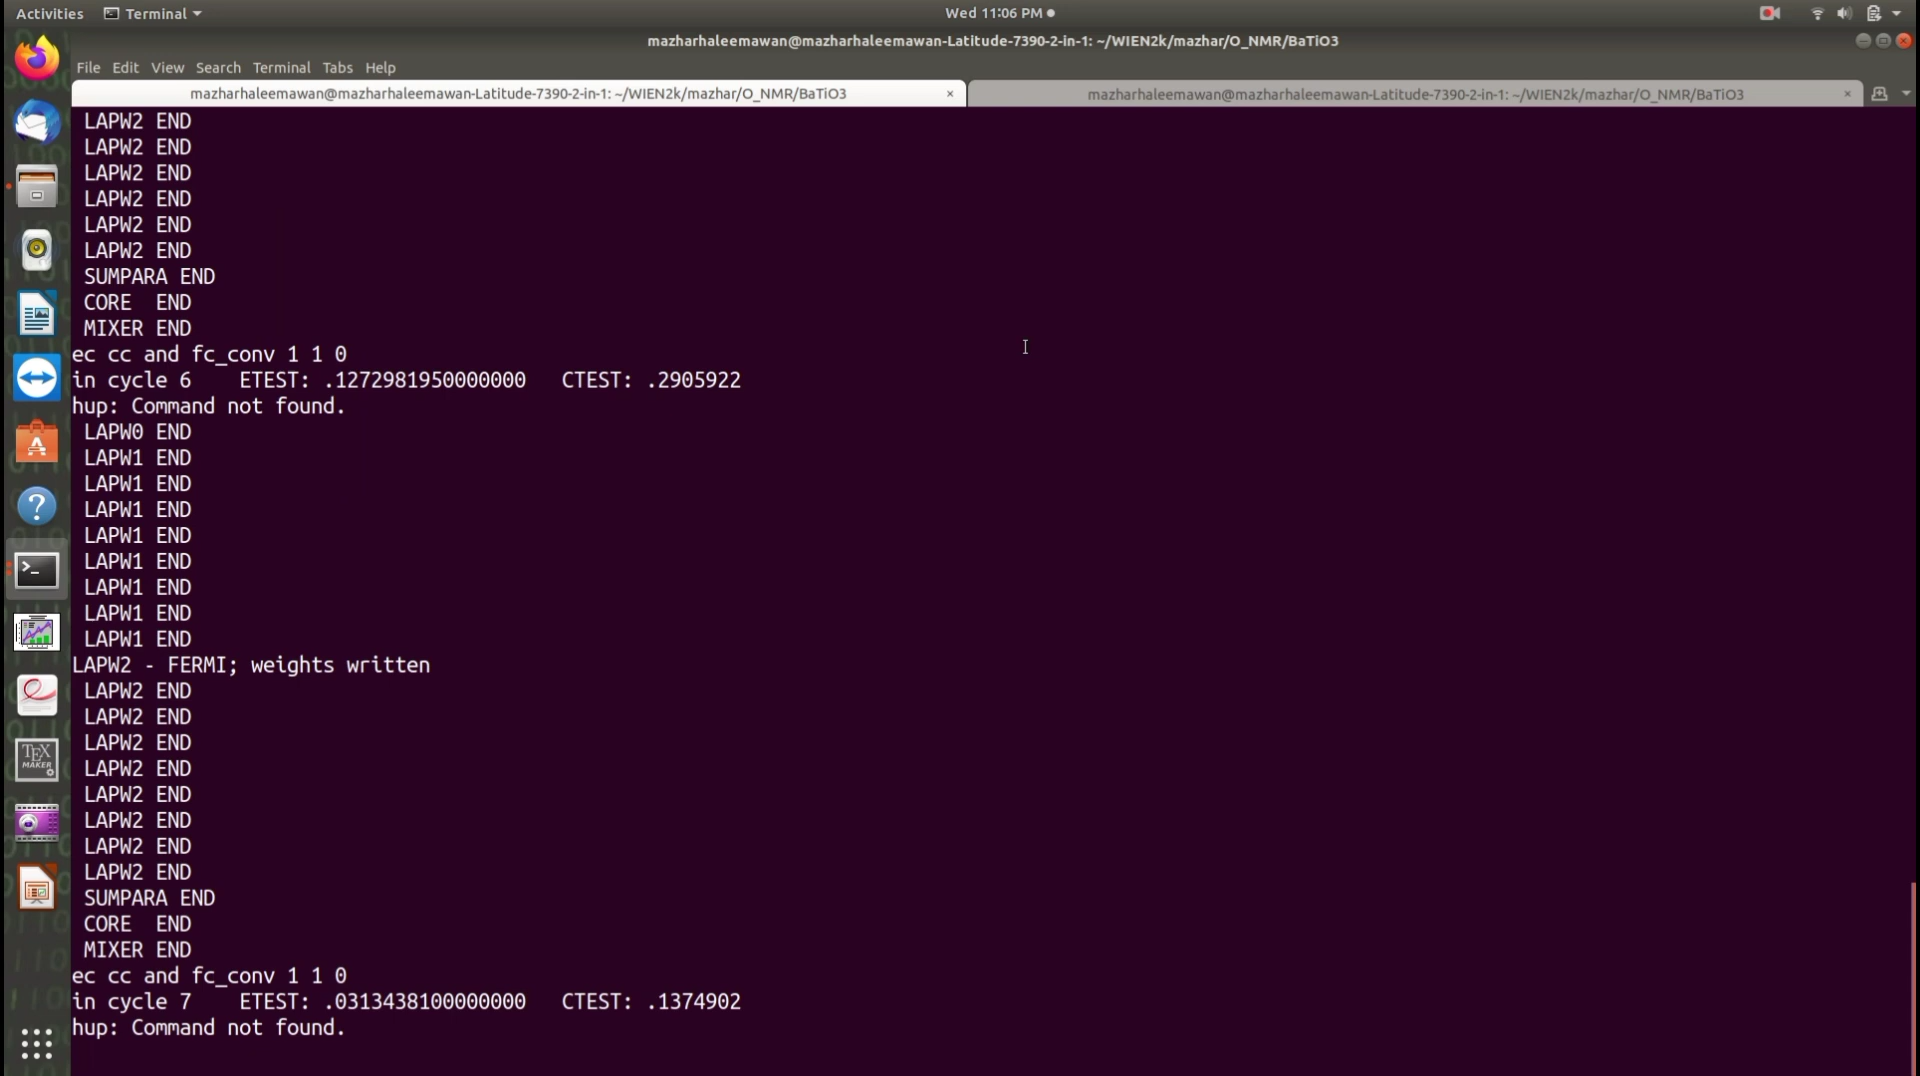 Activities Terminal Wed 11:06 PM
mazharhaleemawan@mazharhaleemawan-Latitude-7390-2-in-1: ~/WIEN2k/mazhar/O_NMR/BaTiO3
File Edit View Search Terminal Tabs Help
mazharhaleemawan@mazharhaleemawan-Latitude-7390-2-in-1: ~/WIEN2k/mazhar/O_NMR/BaTiO3 × mazharhaleemawan@mazharhaleemawan-Latitude-7390-2-in-1: ~/WIEN2k/mazhar/O_NMR/BaTiO3 ×
LAPW2 END
LAPW2 END
LAPW2 END
LAPW2 END
LAPW2 END
LAPW2 END
SUMPARA END
CORE  END
MIXER END
ec cc and fc_conv 1 1 0
in cycle 6    ETEST: .1272981950000000   CTEST: .2905922
hup: Command not found.
LAPW0 END
LAPW1 END
LAPW1 END
LAPW1 END
LAPW1 END
LAPW1 END
LAPW1 END
LAPW1 END
LAPW1 END
LAPW2 - FERMI; weights written
LAPW2 END
LAPW2 END
LAPW2 END
LAPW2 END
LAPW2 END
LAPW2 END
LAPW2 END
LAPW2 END
SUMPARA END
CORE  END
MIXER END
ec cc and fc_conv 1 1 0
in cycle 7    ETEST: .0313438100000000   CTEST: .1374902
hup: Command not found.
TEX
MAKER